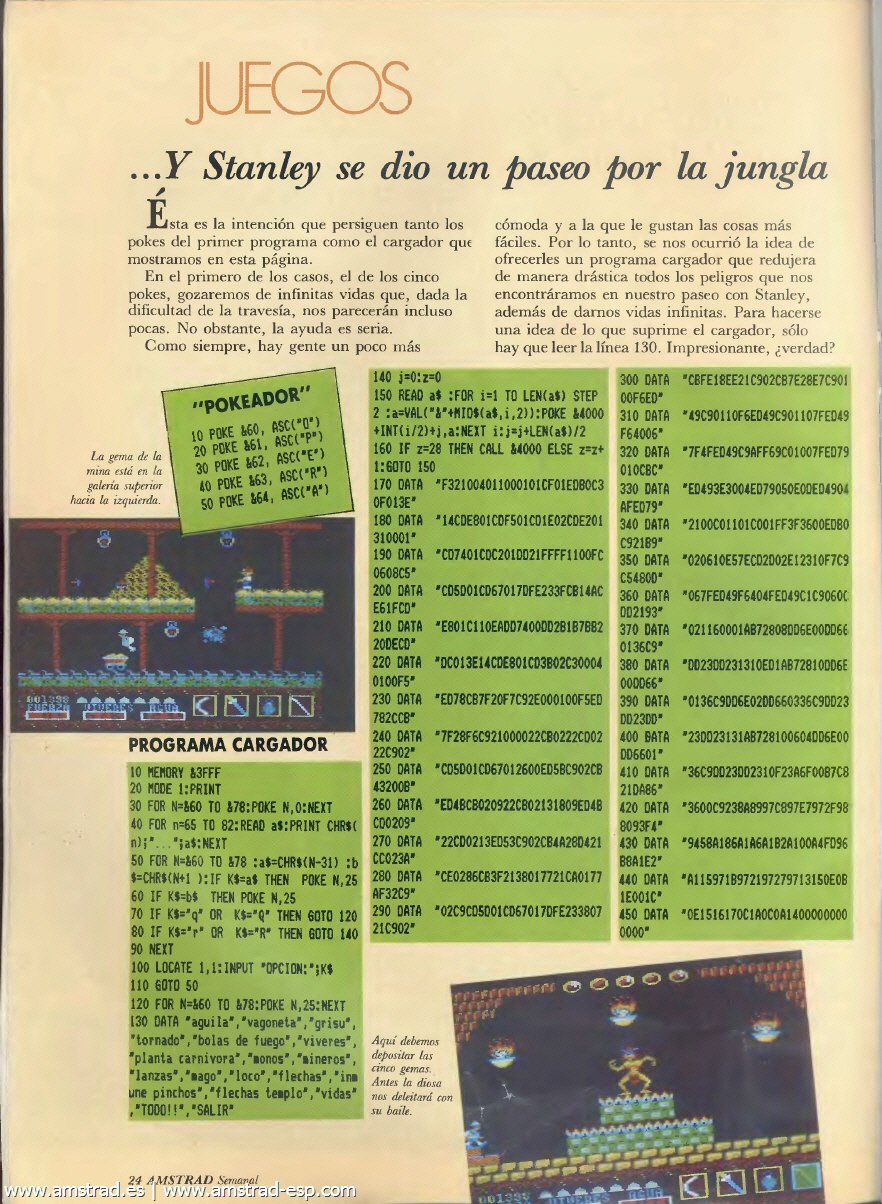 JUEGOS
...Y Stanley se dio un paseo por la jungla
Ésta es la intención que persiguen tanto los
pokes del primer programa como el cargador que
mostramos en esta página.
En el primero de los casos, el de los cinco
pokes, gozaremos de infinitas vidas que, dada la
dificultad de la travesía, nos parecerán incluso
pocas. No obstante, la ayuda es seria.
Como siempre, hay gente un poco más
cómoda y a la que le gustan las cosas más
fáciles. Por lo tanto, se nos ocurrió la idea de
ofrecerles un programa cargador que redujera
de manera drástica todos los peligros que nos
encontráramos en nuestro paseo con Stanley,
además de darnos vidas infinitas. Para hacerse
una idea de lo que suprime el cargador, sólo
hay que leer la línea 130. Impresionante, ¿verdad?
"POKEADOR"
10 POKE &60, ASC("O")
20 POKE &61, ASC("P")
30 POKE &62, ASC("E")
40 POKE &63, ASC("R")
50 POKE &64, ASC("A")
La gema de la
mina está en la
galería superior
hacia la izquierda.
001398
FUERZA VIVERES AGUA
PROGRAMA CARGADOR
10 MEMORY &3FFF
20 MODE 1:PRINT
30 FOR N=&60 TO &78:POKE N,0:NEXT
40 FOR n=65 TO 82:READ a$:PRINT CHR$(
n);"...";a$:NEXT
50 FOR N=&60 TO &78 :a$=CHR$(N-31) :b
$=CHR$(N+1 ):IF K$=a$ THEN  POKE N,25
60 IF K$=b$  THEN POKE N,25
70 IF K$="q" OR  K$="Q" THEN GOTO 120
80 IF K$="r" OR  K$="R" THEN GOTO 140
90 NEXT
100 LOCATE 1,1:INPUT "OPCION:";K$
110 GOTO 50
120 FOR N=&60 TO &78:POKE N,25:NEXT
130 DATA "aguila","vagoneta","grisu",
"tornado","bolas de fuego","viveres",
"planta carnivora","monos","mineros",
"lanzas","mago","loco","flechas","inm
une pinchos","flechas templo","vidas"
,"TODO!!","SALIR"
140 j=0:z=0
150 READ a$ :FOR i=1 TO LEN(a$) STEP
2 :a=VAL("&"+MID$(a$,i,2)):POKE &4000
+INT(i/2)+j,a:NEXT i:j=j+LEN(a$)/2
160 IF z=28 THEN CALL &4000 ELSE z=z+
1:GOTO 150
170 DATA "F321004011000101CF01EDB0C3
0F013E"
180 DATA "14CDE801CDF501CD1E02CDE201
310001"
190 DATA "CD7401CDC201DD21FFFF1100FC
0608C5"
200 DATA "CD5D01CD67017DFE233FCB14AC
E61FCD"
210 DATA "E801C110EADD7400DD2B1B7BB2
20DECD"
220 DATA "DC013E14CDE801CD3B02C30004
0100F5"
230 DATA "ED78CB7F20F7C92E000100F5ED
782CCB"
240 DATA "7F28F6C921000022CB0222CD02
22C902"
250 DATA "CD5D01CD67012600ED5BC902CB
43200B"
260 DATA "ED4BCB020922CB02131809ED4B
CD0209"
270 DATA "22CD0213ED53C902CB4A28D421
CC023A"
280 DATA "CE0286CB3F2138017721CA0177
AF32C9"
290 DATA "02C9CD5D01CD67017DFE233807
21C902"
300 DATA "CBFE18EE21C902CB7E28E7C901
00F6ED"
310 DATA "49C90110F6ED49C901107FED49
F64006"
320 DATA "7F4FED49C9AFF69C01007FED79
010CBC"
330 DATA "ED493E3004ED79050E0DED4904
AFED79"
340 DATA "2100C01101C001FF3F3600EDB0
C921B9"
350 DATA "020610E57ECD2D02E12310F7C9
C5480D"
360 DATA "067FED49F6404FED49C1C9060C
DD2193"
370 DATA "021160001AB72808DD6E00DD66
0136C9"
380 DATA "DD23DD231310ED1AB72810DD6E
00DD66"
390 DATA "0136C9DD6E02DD660336C9DD23
DD23DD"
400 DATA "23DD23131AB728100604DD6E00
DD6601"
410 DATA "36C9DD23DD2310F23A6F00B7C8
21DA86"
420 DATA "3600C9238A8997C897E7972F98
8093F4"
430 DATA "9458A186A1A6A1B2A100A4FD96
B8A1E2"
440 DATA "A115971B972197279713150E0B
1E001C"
450 DATA "0E1516170C1A0C0A1400000000
0000"
Aquí debemos
depositar las
cinco gemas.
Antes la diosa
nos deleitará con
su baile.
001398
VIVERES AGUA
24 AMSTRAD Semanal
www.amstrad.es | www.amstrad-esp.com